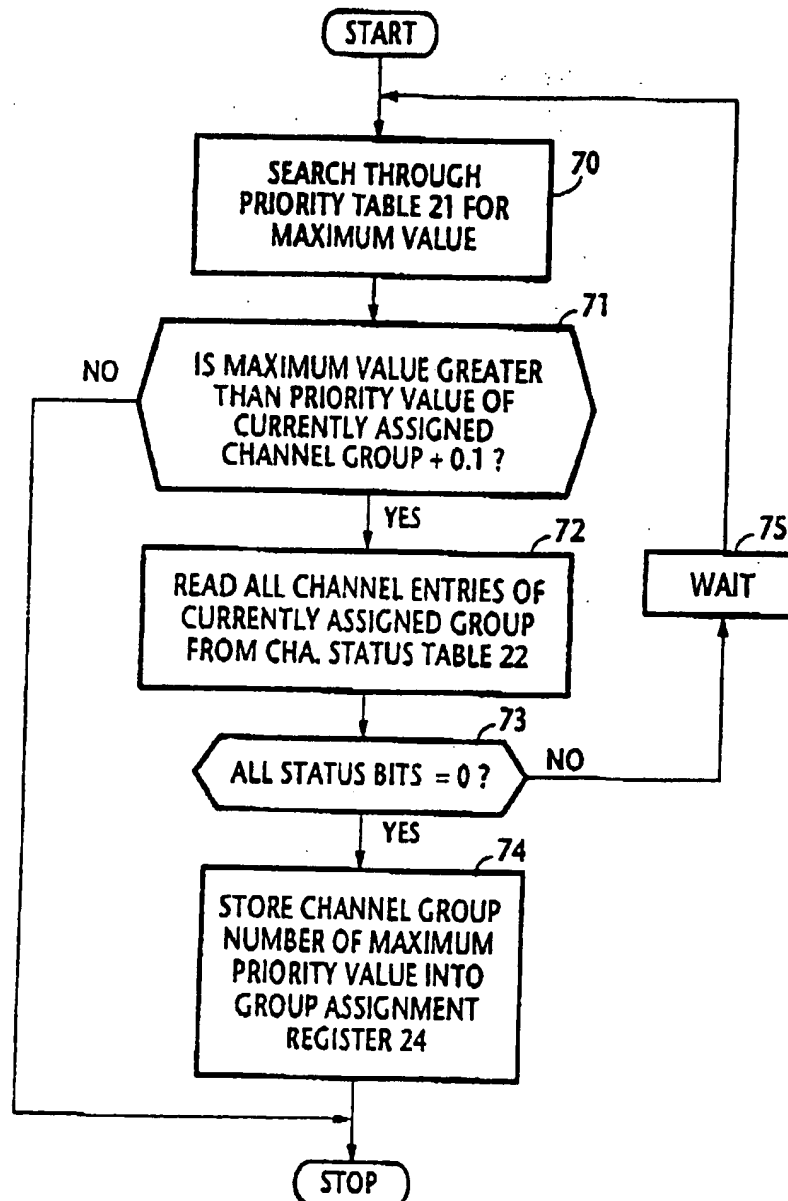 START
70
SEARCH THROUGH
PRIORITY TABLE 21 FOR
MAXIMUM VALUE
71
NO
IS MAXIMUM VALUE GREATER
THAN PRIORITY VALUE OF
CURRENTLY ASSIGNED
CHANNEL GROUP + 0.1 ?
YES
72
75
READ ALL CHANNEL ENTRIES OF
CURRENTLY ASSIGNED GROUP
FROM CHA. STATUS TABLE 22
WAIT
73
ALL STATUS BITS = 0 ?
NO
YES
74
STORE CHANNEL GROUP
NUMBER OF MAXIMUM
PRIORITY VALUE INTO
GROUP ASSIGNMENT
REGISTER 24
STOP